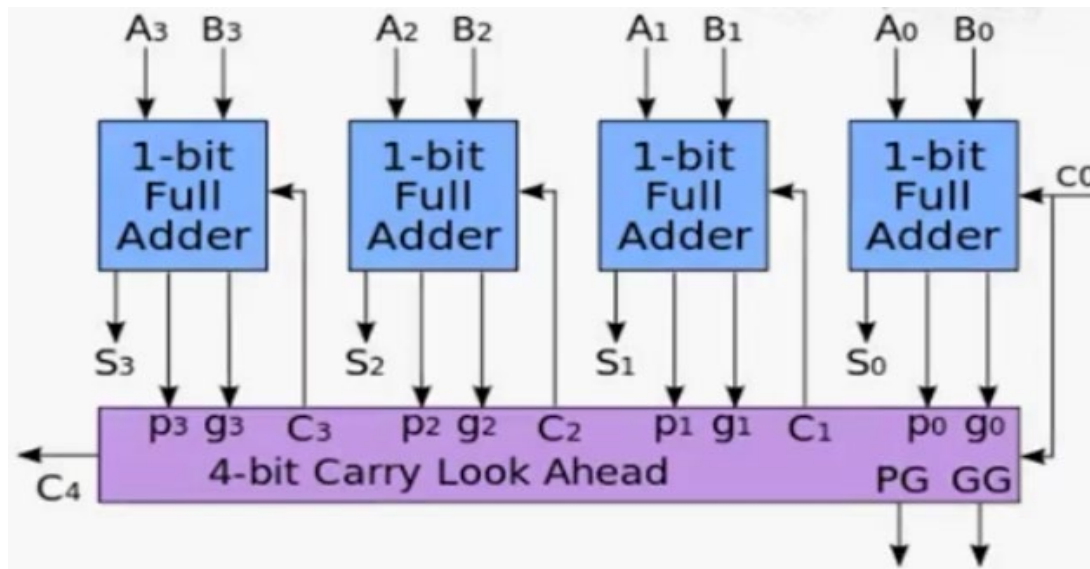 A3 B3 A2 B2 A1 B1 A0 B0
1-bit Full Adder
1-bit Full Adder
1-bit Full Adder
1-bit Full Adder
c0
S3 S2 S1 S0
p3 g3 C3 p2 g2 C2 p1 g1 C1 p0 g0
4-bit Carry Look Ahead
PG GG
C4